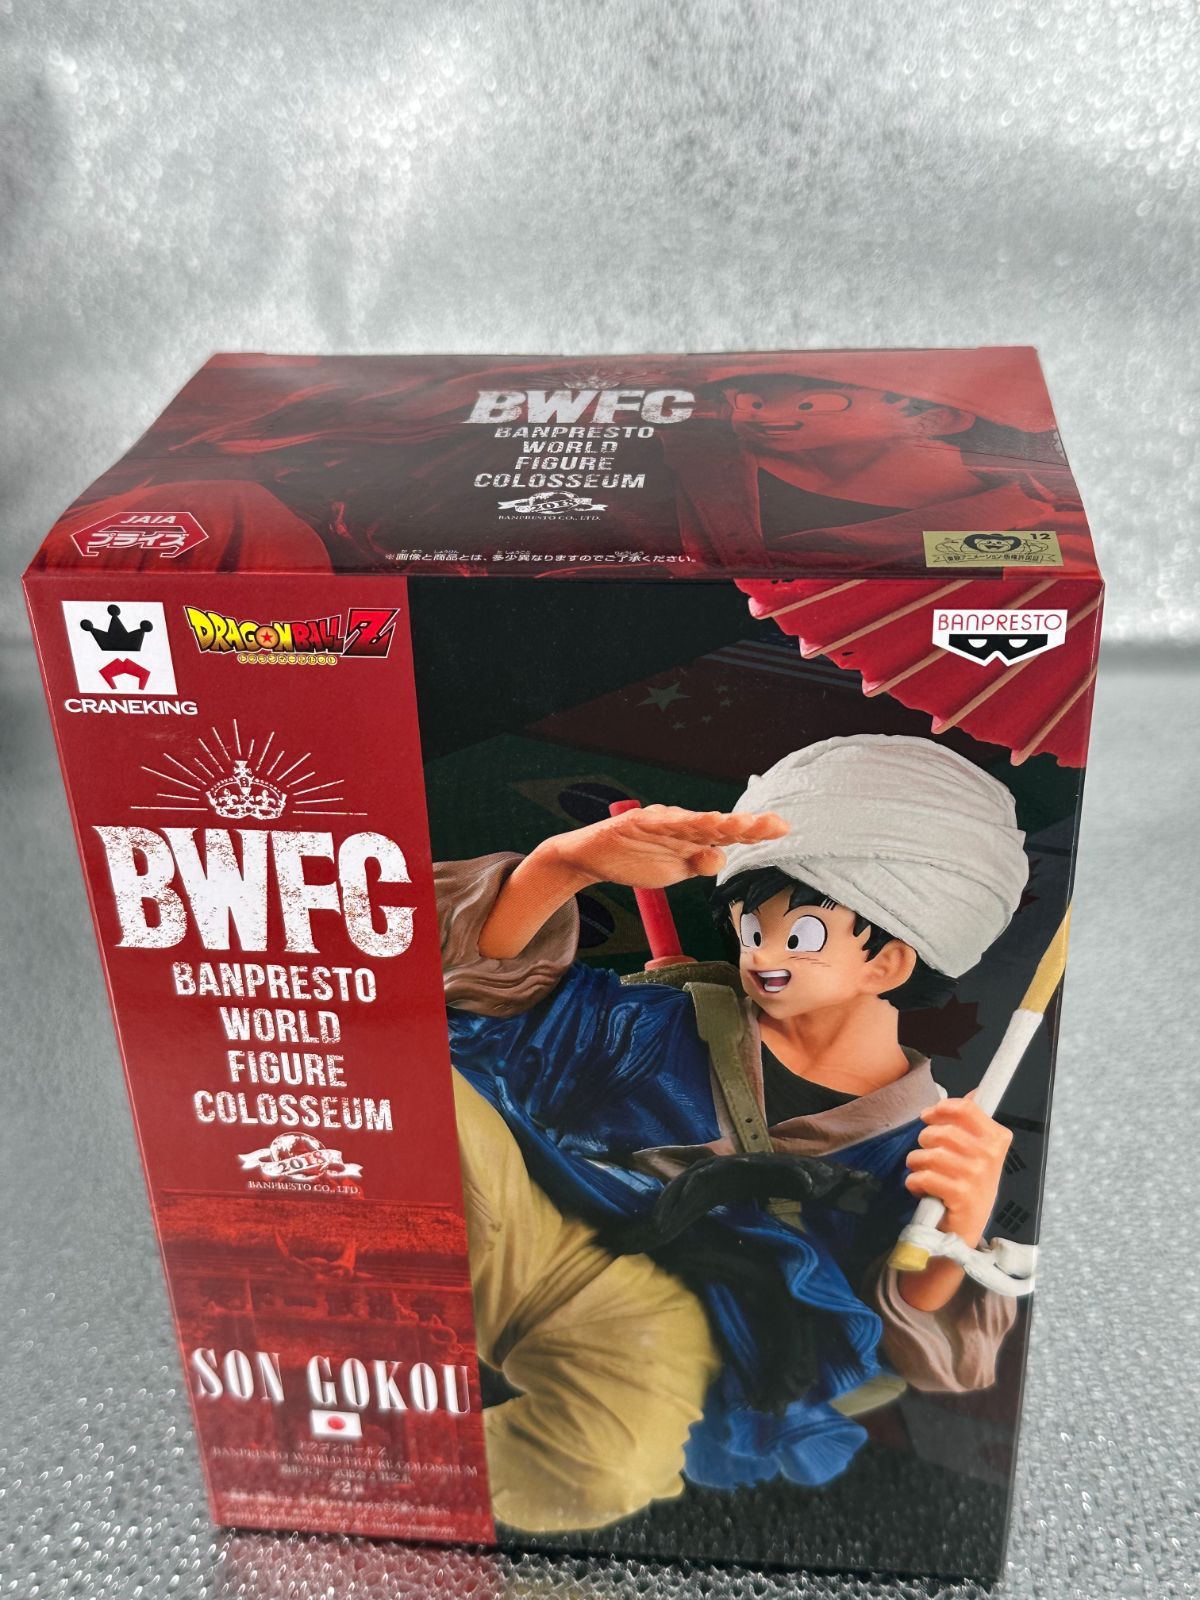 BWFC
BANPRESTO
WORLD
FIGURE
COLOSSEUM
2018
BANPRESTO CO., LTD.
JAIA
プライズ
※画像と商品とは、多少異なりますのでご了承ください。
12
CRANEKING
DRAGONBALL Z
BANPRESTO
BWFC
BANPRESTO
WORLD
FIGURE
COLOSSEUM
2018
BANPRESTO CO., LTD.
SON GOKOU
ドラゴンボールZ
BANPRESTO WORLD FIGURE COLOSSEUM